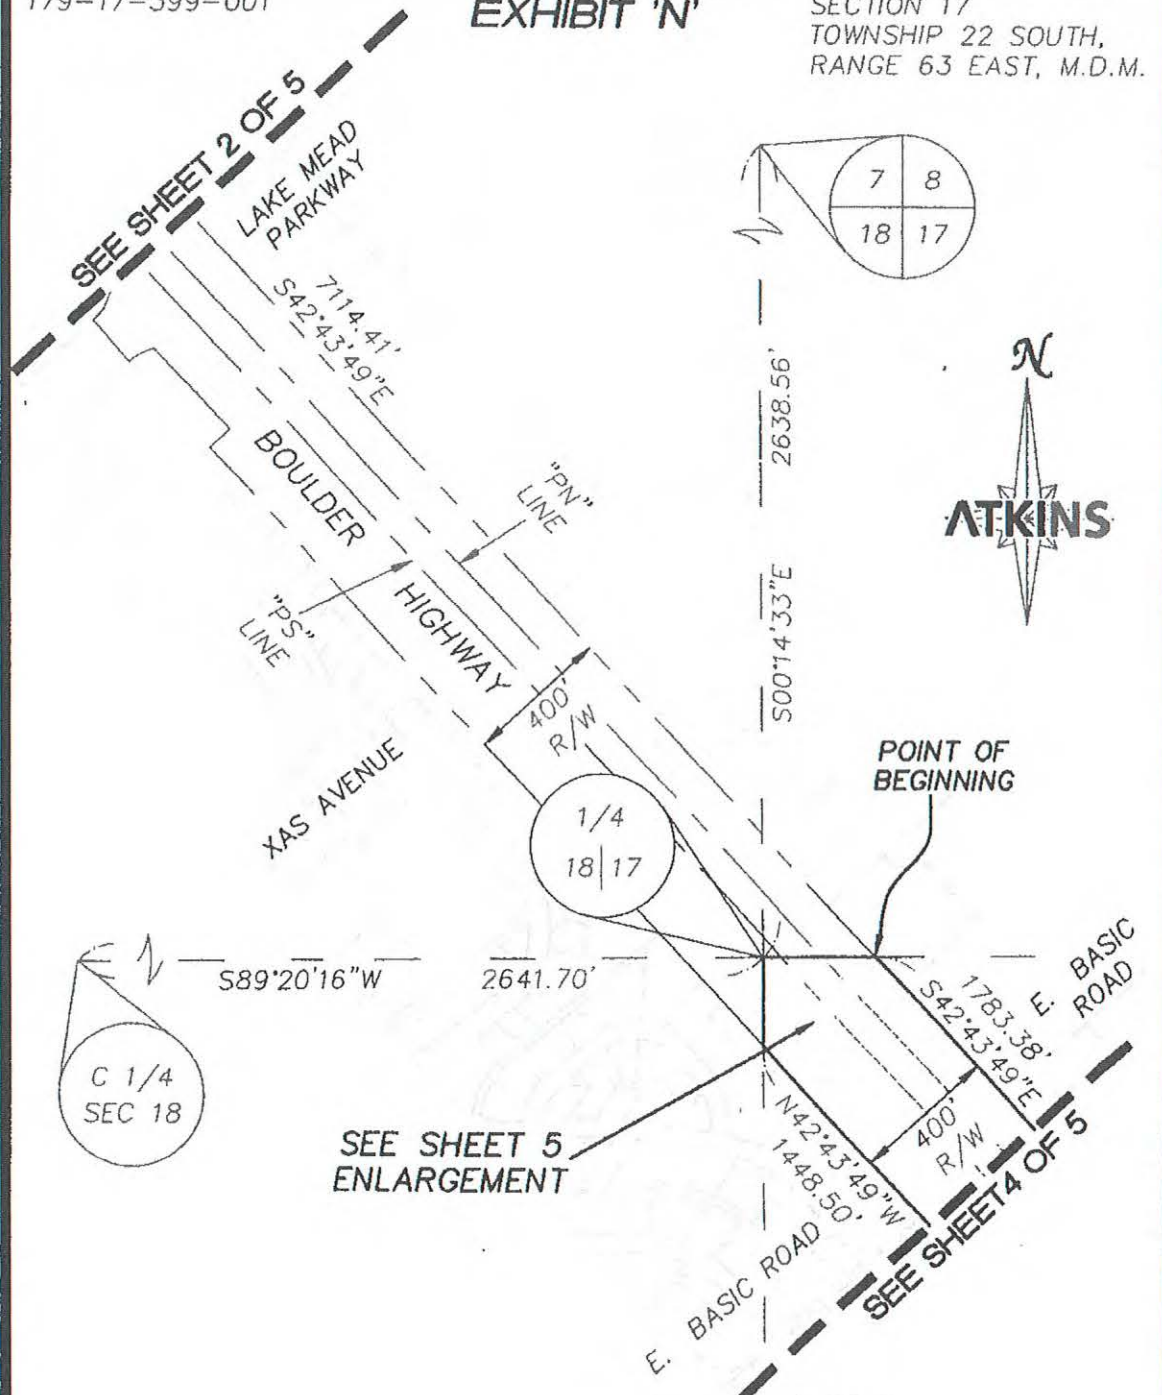 179-17-599-001
EXHIBIT 'N'
SECTION 17
TOWNSHIP 22 SOUTH,
RANGE 63 EAST, M.D.M.
SEE SHEET 2 OF 5
LAKE MEAD
PARKWAY
7114.41'
S42°43'49"E
7 8
18 17
2638.56'
S00°14'33"E
N
ATKINS
BOULDER
HIGHWAY
"PN"
LINE
"PS"
LINE
400'
R/W
XAS AVENUE
POINT OF
BEGINNING
1/4
18 17
S89°20'16"W
2641.70'
C 1/4
SEC 18
1783.38'
S42°43'49"E
E. BASIC
ROAD
SEE SHEET 5
ENLARGEMENT
N42°43'49"W
1448.50'
400'
R/W
E. BASIC ROAD
SEE SHEET4 OF 5